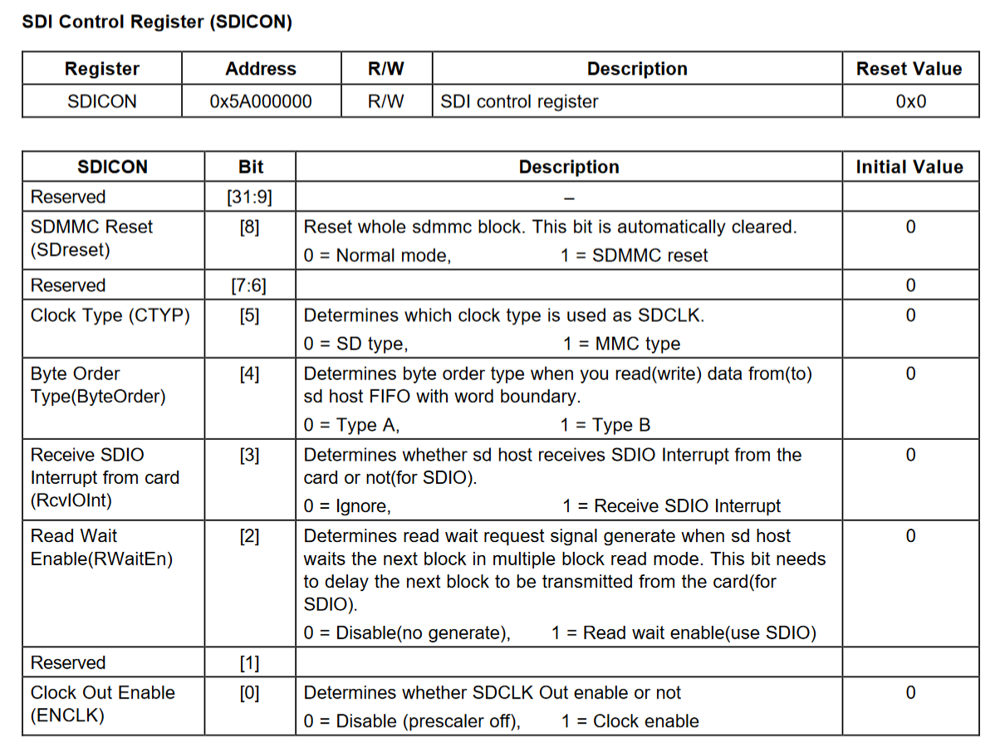 SDI Control Register (SDICON)
Register Address R/W Description Reset Value
SDICON 0x5A000000 R/W SDI control register 0x0
SDICON Bit Description Initial Value
Reserved [31:9] –
SDMMC Reset [8] Reset whole sdmmc block. This bit is automatically cleared. 0
(SDreset)
0 = Normal mode, 1 = SDMMC reset
Reserved [7:6] 0
Clock Type (CTYP) [5] Determines which clock type is used as SDCLK. 0
0 = SD type, 1 = MMC type
Byte Order [4] Determines byte order type when you read(write) data from(to) 0
Type(ByteOrder) sd host FIFO with word boundary.
0 = Type A, 1 = Type B
Receive SDIO [3] Determines whether sd host receives SDIO Interrupt from the 0
Interrupt from card card or not(for SDIO).
(RcvIOInt) 0 = Ignore, 1 = Receive SDIO Interrupt
Read Wait [2] Determines read wait request signal generate when sd host 0
Enable(RWaitEn) waits the next block in multiple block read mode. This bit needs
to delay the next block to be transmitted from the card(for
SDIO).
0 = Disable(no generate), 1 = Read wait enable(use SDIO)
Reserved [1]
Clock Out Enable [0] Determines whether SDCLK Out enable or not 0
(ENCLK) 0 = Disable (prescaler off), 1 = Clock enable